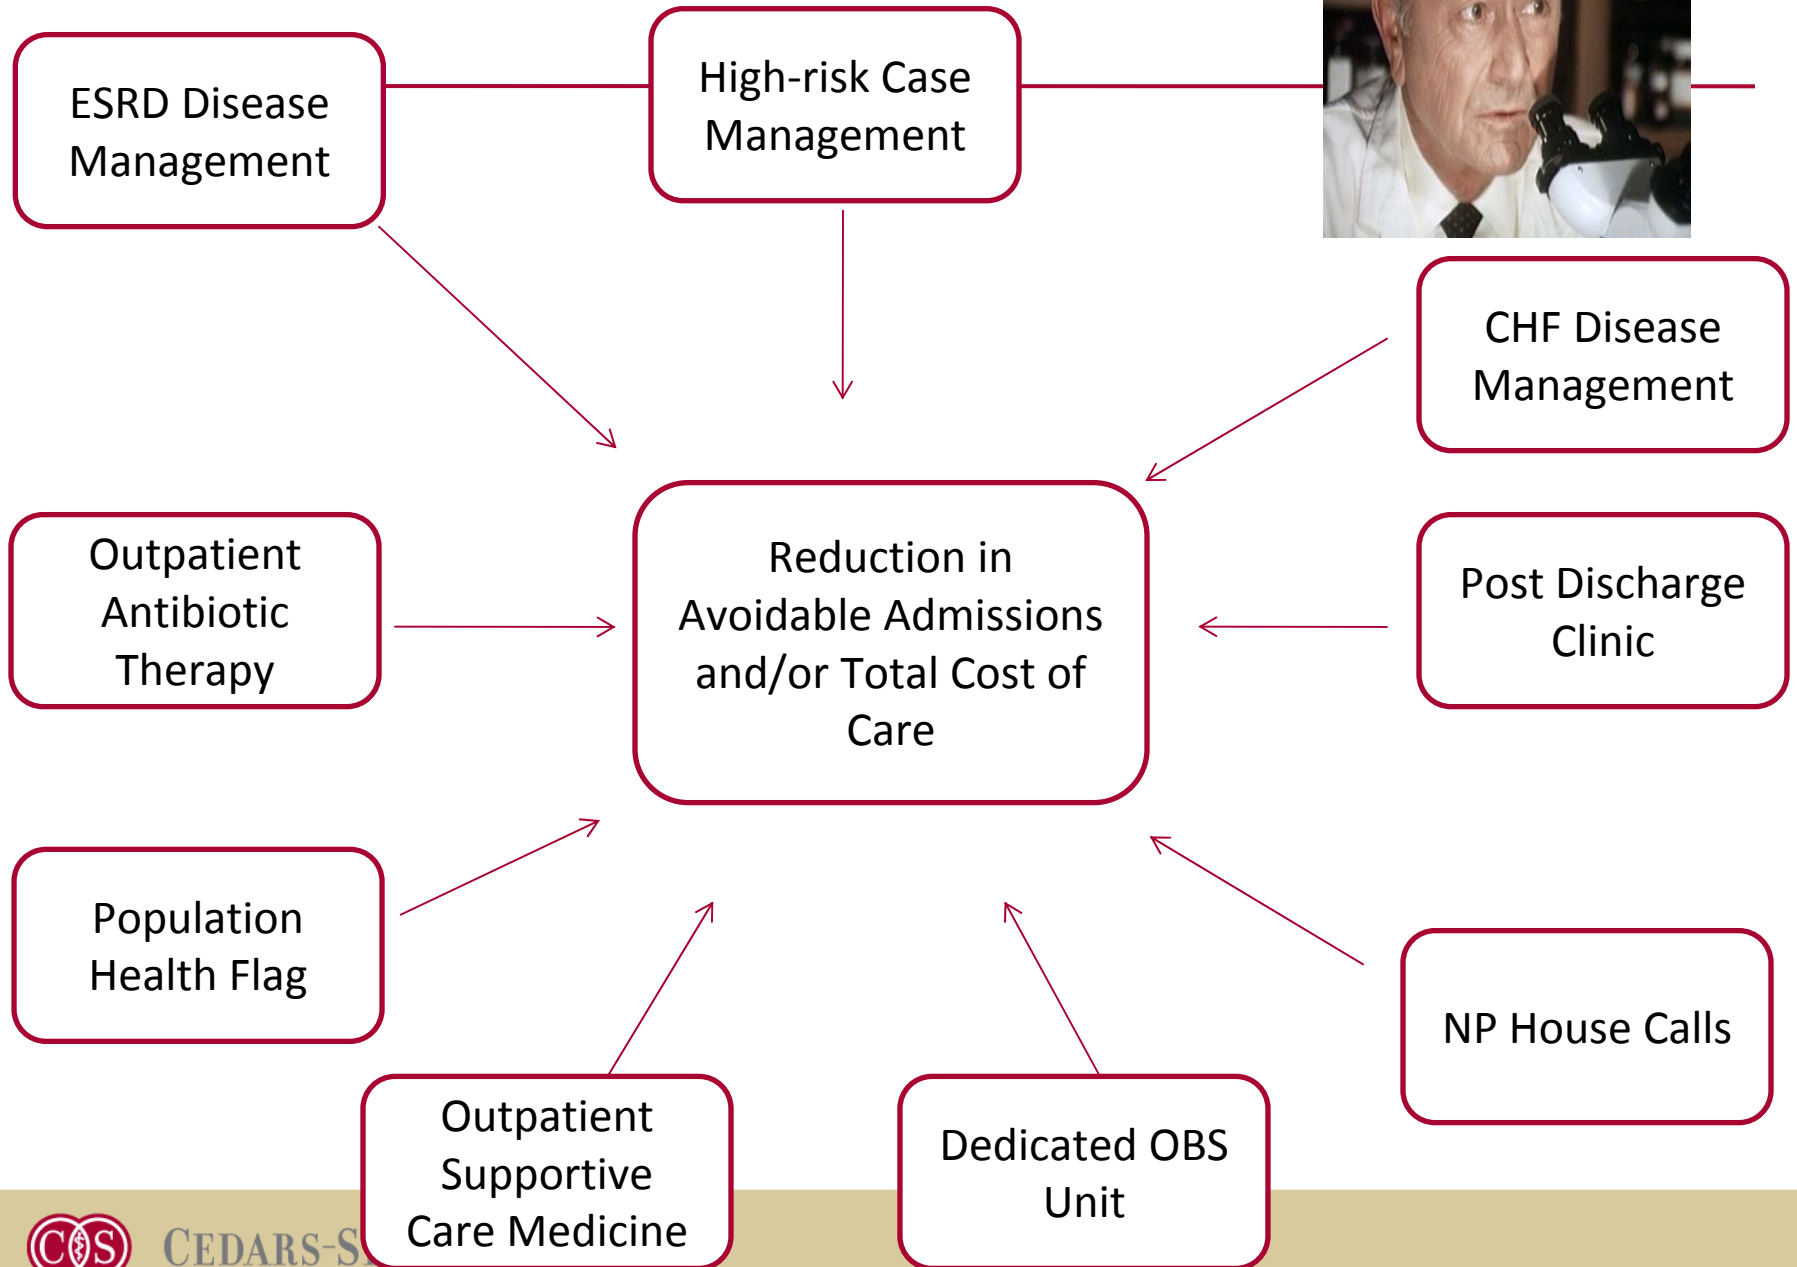 ESRD Disease
Management
High-risk Case
Management
CHF Disease
Management
Outpatient
Antibiotic
Therapy
Reduction in
Avoidable Admissions
and/or Total Cost of
Care
Post Discharge
Clinic
Population
Health Flag
NP House Calls
Outpatient
Supportive
Care Medicine
Dedicated OBS
Unit
CS
CEDARS-S